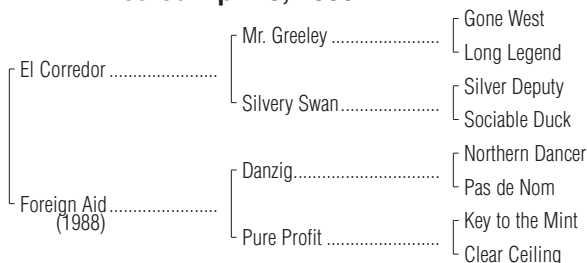 El Corredor
Foreign Aid
(1988)
Mr. Greeley
Silvery Swan
Danzig
Pure Profit
Gone West
Long Legend
Silver Deputy
Sociable Duck
Northern Dancer
Pas de Nom
Key to the Mint
Clear Ceiling